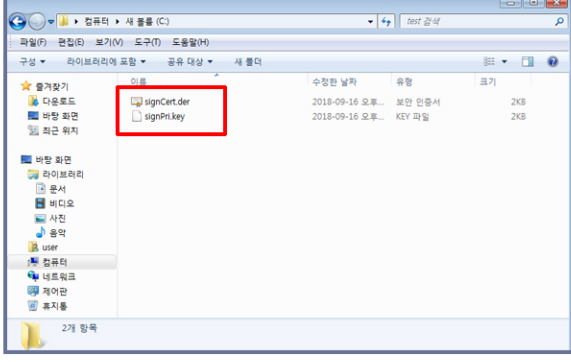 컴퓨터 ▸ 새 볼륨 (C:)
test 검색
파일(F) 편집(E) 보기(V) 도구(T) 도움말(H)
구성 라이브러리에 포함 공유 대상 새 폴더
이름 수정한 날짜 유형 크기
signCert.der 2018-09-16 오후... 보안 인증서 2KB
signPri.key 2018-09-16 오후... KEY 파일 2KB
즐겨찾기
다운로드
바탕 화면
최근 위치
바탕 화면
라이브러리
문서
비디오
사진
음악
user
컴퓨터
네트워크
제어판
휴지통
2개 항목